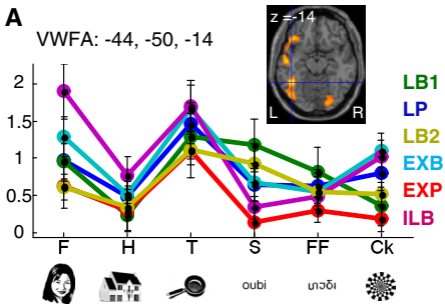 A
VWFA: -44, -50, -14
z = -14
L R
2
1.5
1
0.5
0
F H T S FF Ck
LB1
LP
LB2
EXB
EXP
ILB
oubi